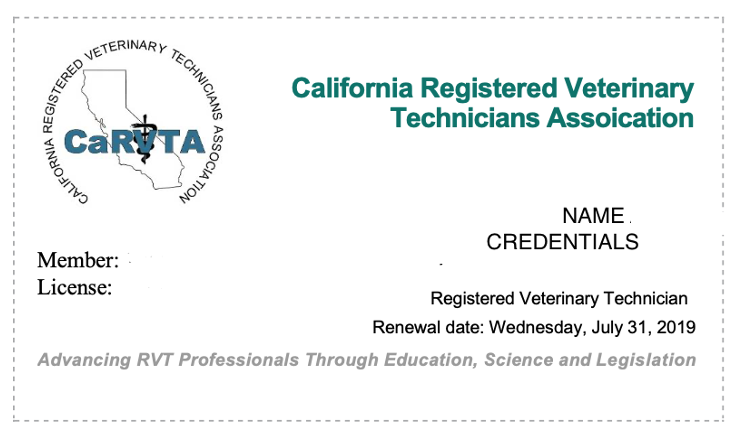 CALIFORNIA REGISTERED VETERINARY TECHNICIANS ASSOCIATION
CaRVTA
California Registered Veterinary
Technicians Assoication
NAME
CREDENTIALS
Member:
License:
Registered Veterinary Technician
Renewal date: Wednesday, July 31, 2019
Advancing RVT Professionals Through Education, Science and Legislation